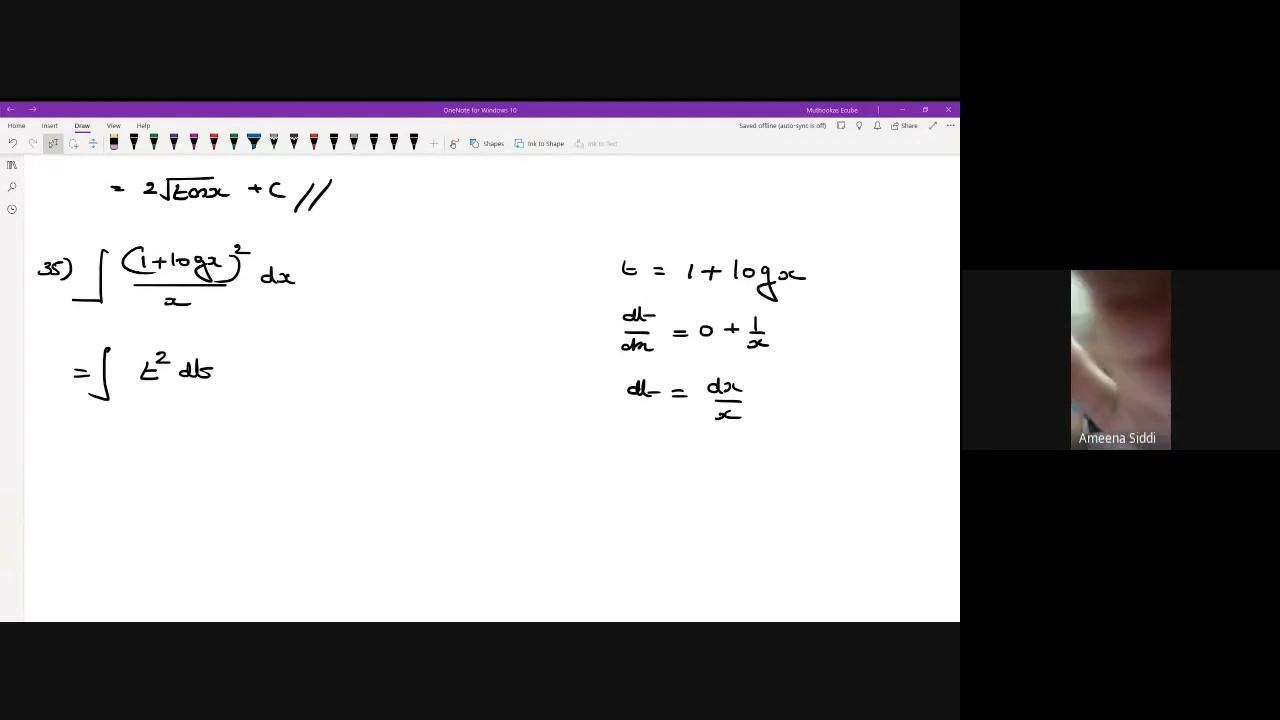 OneNote for Windows 10
Muthookas Ecube
Home Insert Draw View Help
Saved offline (auto-sync is off)
Share
Shapes Ink to Shape Ink to Text
= 2√tanx + C //
35) ∫ (1+logx)² / x dx
= ∫ t² dt
t = 1 + logx
dt/dx = 0 + 1/x
dt = dx/x
Ameena Siddi